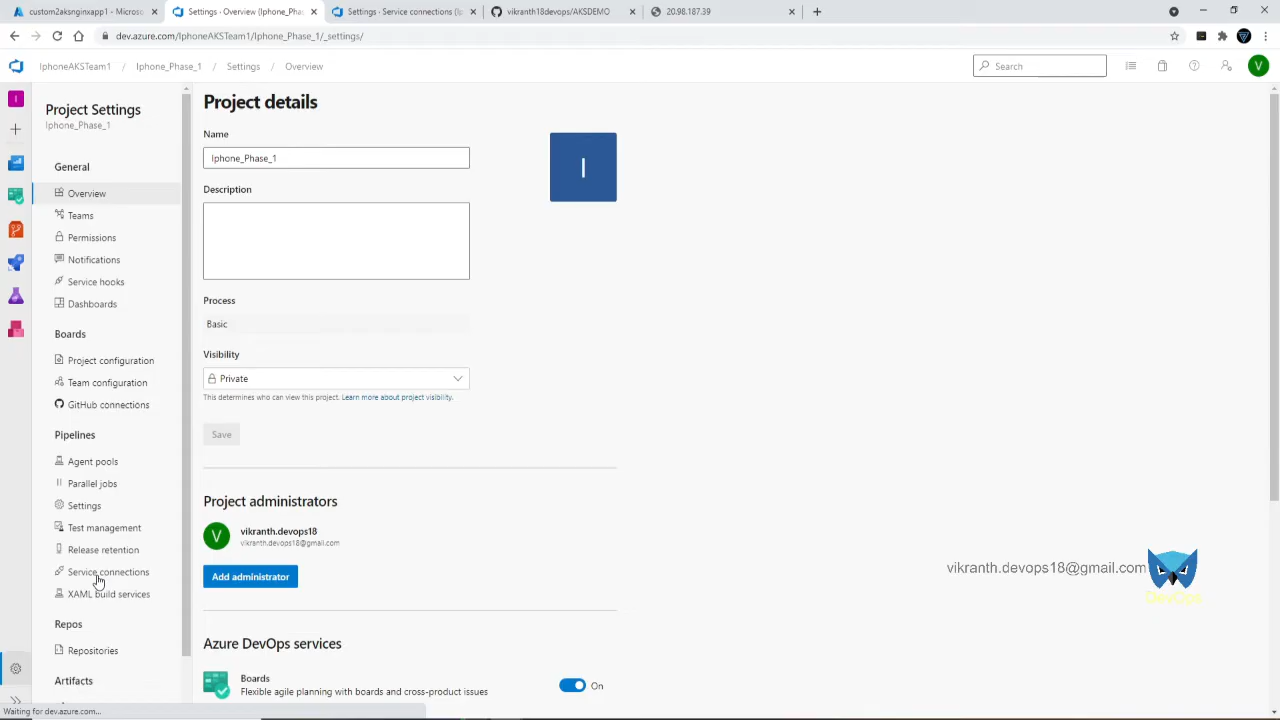 custom2aksnginxapp1 - Microso
Settings - Overview (Iphone_Phas
Settings - Service connections (Ip
vikranth18devops/AKSDEMO
20.98.187.39
dev.azure.com/IphoneAKSTeam1/Iphone_Phase_1/_settings/
IphoneAKSTeam1 / Iphone_Phase_1 / Settings / Overview
Search
V
I
Project Settings
Iphone_Phase_1
General
Overview
Teams
Permissions
Notifications
Service hooks
Dashboards
Boards
Project configuration
Team configuration
GitHub connections
Pipelines
Agent pools
Parallel jobs
Settings
Test management
Release retention
Service connections
XAML build services
Repos
Repositories
Artifacts
Project details
Name
Iphone_Phase_1
I
Description
Process
Basic
Visibility
Private
This determines who can view this project. Learn more about project visibility.
Save
Project administrators
V
vikranth.devops18
vikranth.devops18@gmail.com
Add administrator
Azure DevOps services
Boards
Flexible agile planning with boards and cross-product issues
On
vikranth.devops18@gmail.com
DevOps
Waiting for dev.azure.com...